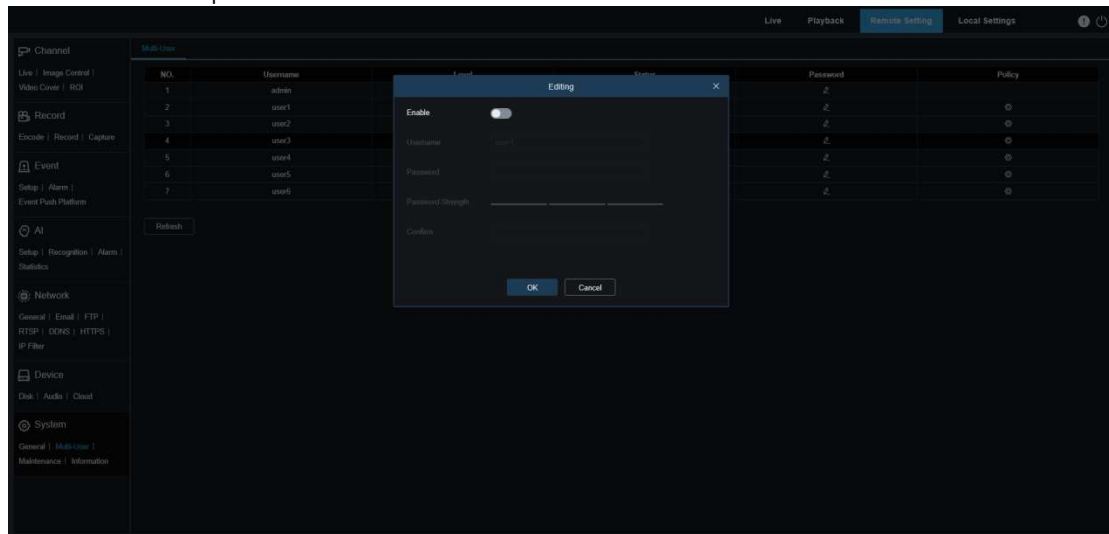 Live Playback Remote Setting Local Settings
Channel
Live | Image Control |
Video Cover | ROI
Record
Encode | Record | Capture
Event
Setup | Alarm |
Event Push Platform
AI
Setup | Recognition | Alarm |
Statistics
Network
General | Email | FTP |
RTSP | DDNS | HTTPS |
IP Filter
Device
Disk | Audio | Cloud
System
General | Multi-User |
Maintenance | Information
Multi-User
NO. Username Level Status Password Policy
1 admin
2 user1
3 user2
4 user3
5 user4
6 user5
7 user6
Refresh
Editing
Enable
Username
Password
Password Strength
Confirm
OK Cancel